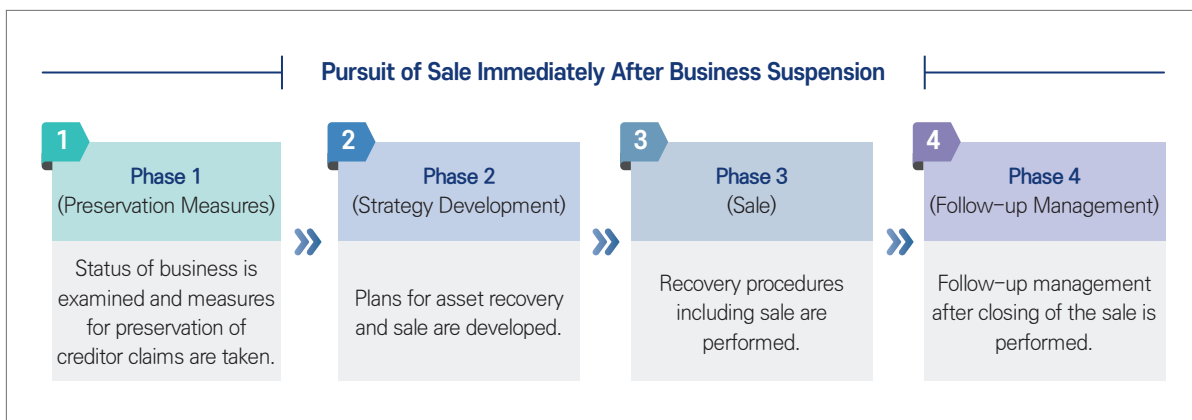 Pursuit of Sale Immediately After Business Suspension
1
Phase 1
(Preservation Measures)
Status of business is
examined and measures
for preservation of
creditor claims are taken.
2
Phase 2
(Strategy Development)
Plans for asset recovery
and sale are developed.
3
Phase 3
(Sale)
Recovery procedures
including sale are
performed.
4
Phase 4
(Follow-up Management)
Follow-up management
after closing of the sale is
performed.